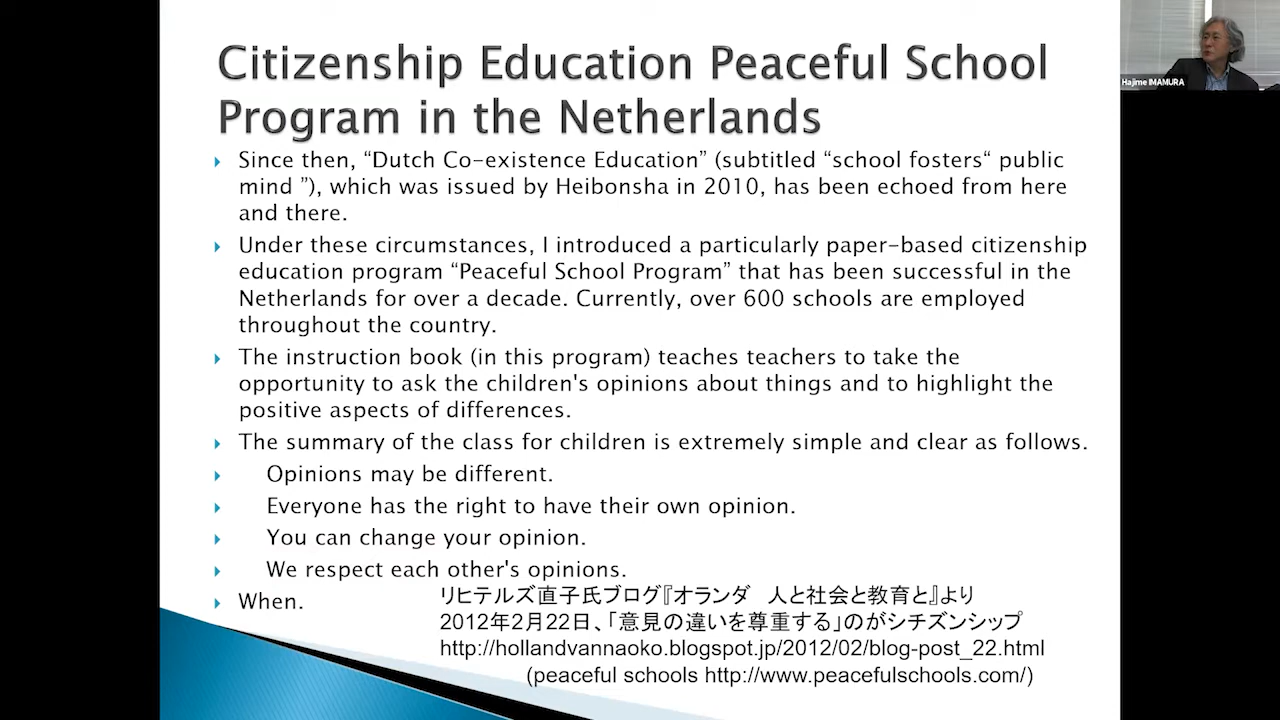 Citizenship Education Peaceful School
Program in the Netherlands
Since then, “Dutch Co-existence Education” (subtitled “school fosters“ public
mind ”), which was issued by Heibonsha in 2010, has been echoed from here
and there.
Under these circumstances, I introduced a particularly paper-based citizenship
education program “Peaceful School Program” that has been successful in the
Netherlands for over a decade. Currently, over 600 schools are employed
throughout the country.
The instruction book (in this program) teaches teachers to take the
opportunity to ask the children's opinions about things and to highlight the
positive aspects of differences.
The summary of the class for children is extremely simple and clear as follows.
Opinions may be different.
Everyone has the right to have their own opinion.
You can change your opinion.
We respect each other's opinions.
When.
リヒテルズ直子氏ブログ『オランダ　人と社会と教育と』より
2012年2月22日、「意見の違いを尊重する」のがシチズンシップ
http://hollandvannaoko.blogspot.jp/2012/02/blog-post_22.html
(peaceful schools http://www.peacefulschools.com/)
Hajime IMAMURA